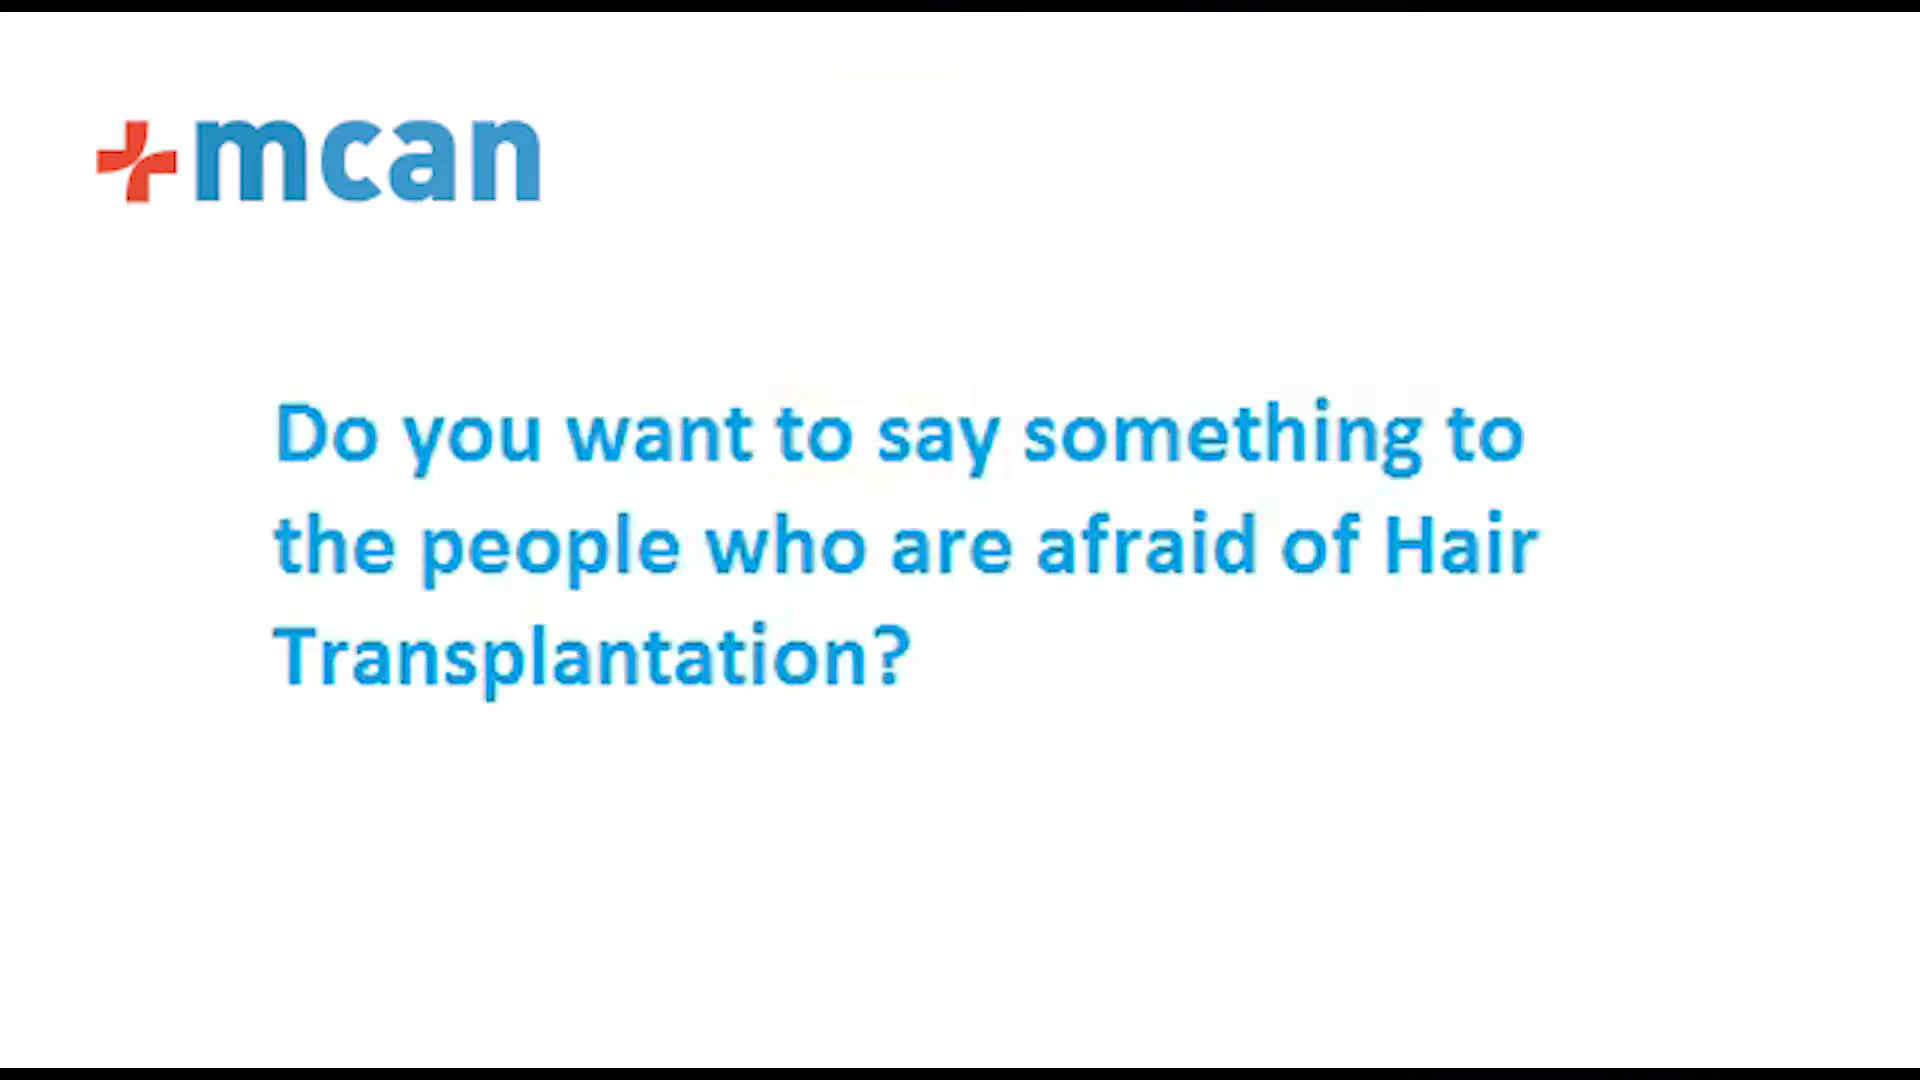 mcan
Do you want to say something to
the people who are afraid of Hair
Transplantation?